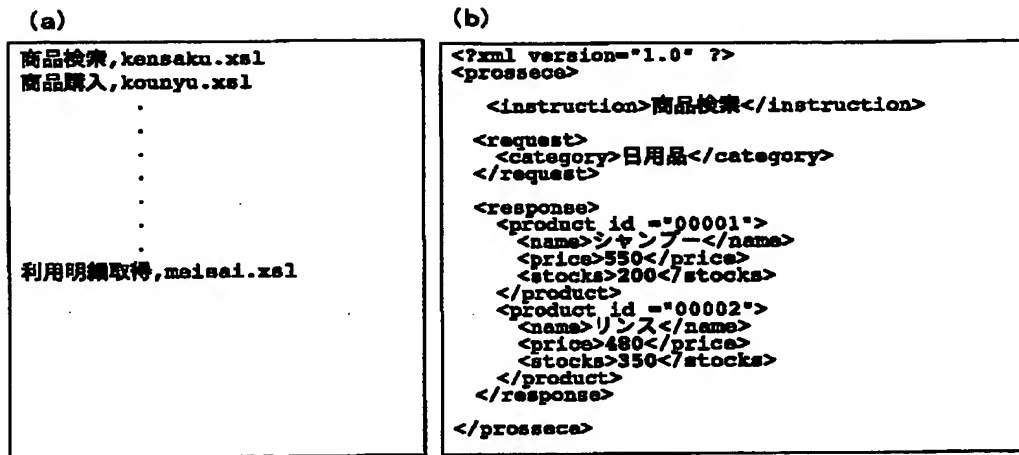 (a)
商品検索,kensaku.xsl
商品購入,kounyu.xsl
.
.
.
.
.
.
利用明細取得,meisai.xsl
(b)
<?xml version="1.0" ?>
<prossece>
<instruction>商品検索</instruction>
<request>
<category>日用品</category>
</request>
<response>
<product id ="00001">
<name>シャンプー</name>
<price>550</price>
<stocks>200</stocks>
</product>
<product id ="00002">
<name>リンス</name>
<price>480</price>
<stocks>350</stocks>
</product>
</response>
</prossece>